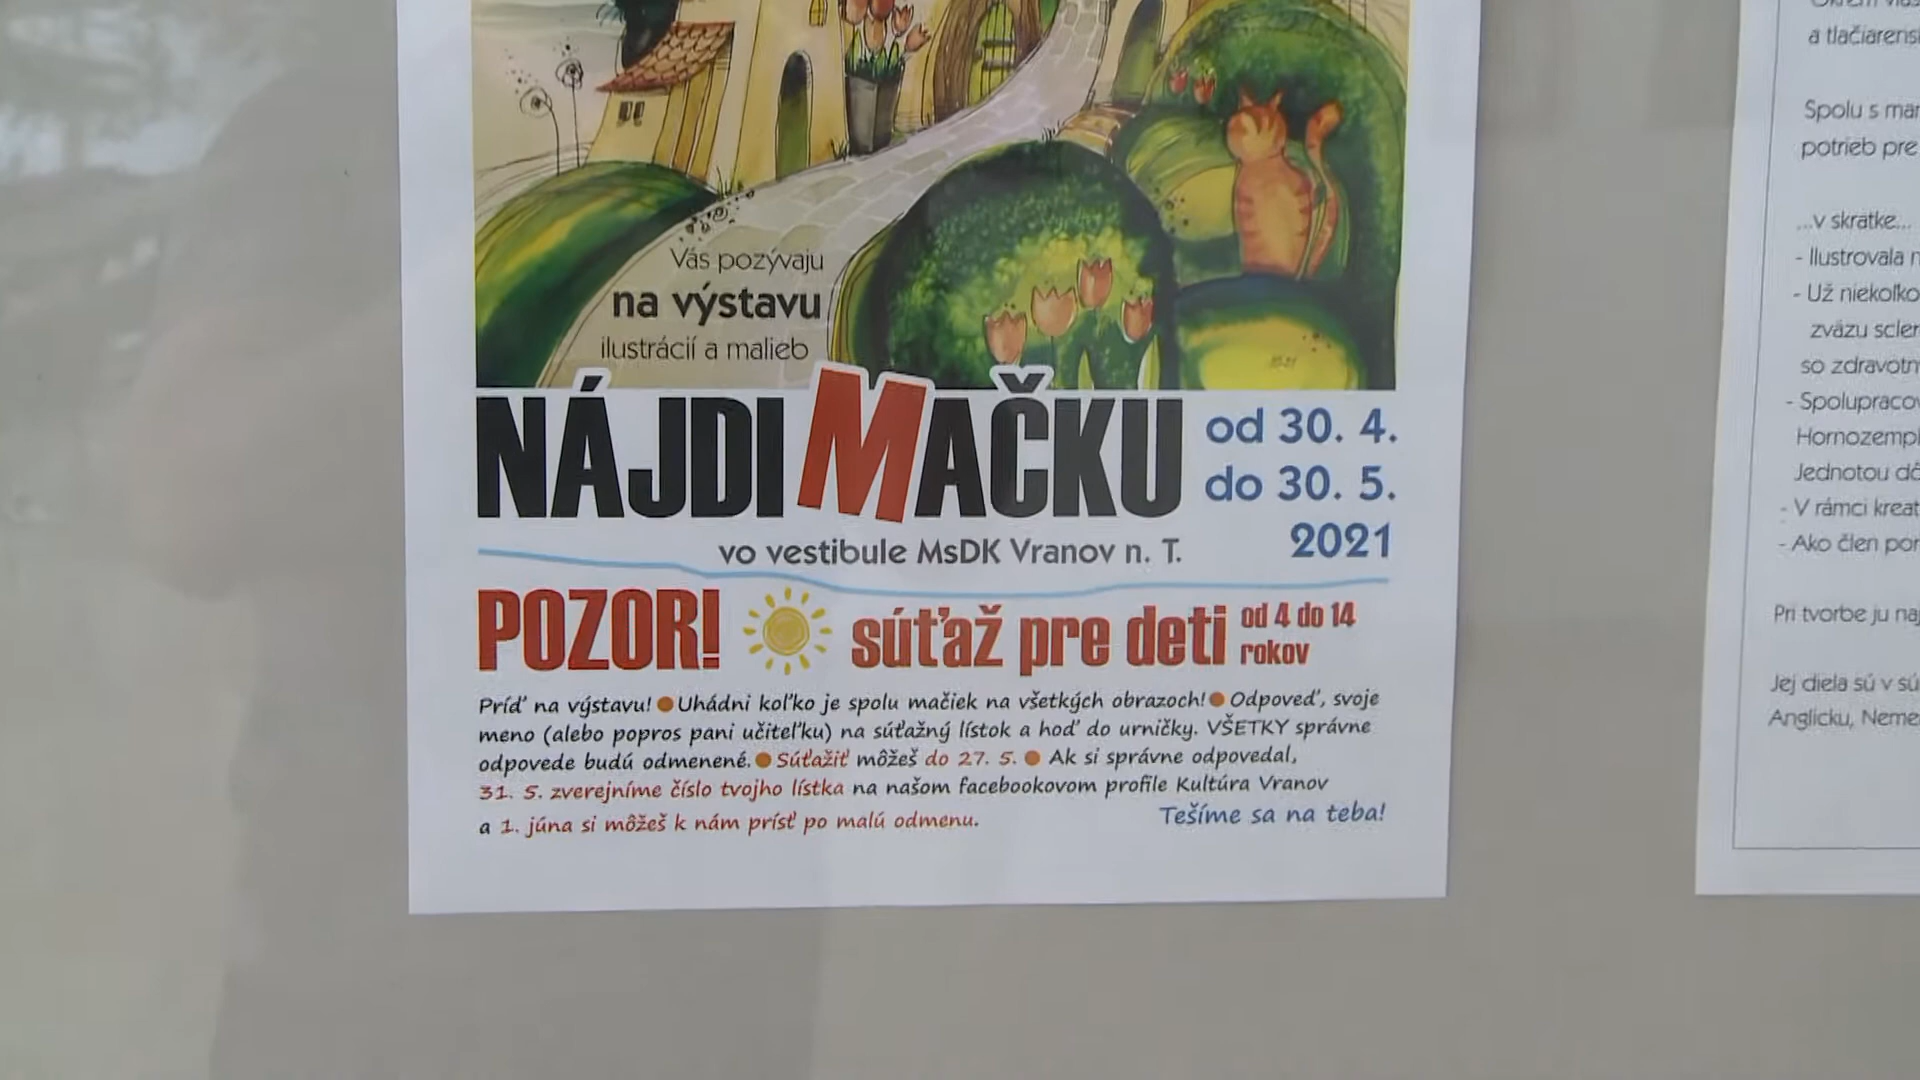 Vás pozývaju
na výstavu
ilustrácií a malieb
NÁJDI MAČKU
od 30. 4.
do 30. 5.
2021
vo vestibule MsDK Vranov n. T.
POZOR! súťaž pre deti od 4 do 14
rokov
Príď na výstavu! ● Uhádni koľko je spolu mačiek na všetkých obrazoch! ● Odpoveď, svoje
meno (alebo popros pani učiteľku) na súťažný lístok a hoď do urničky. VŠETKY správne
odpovede budú odmenené. ● Súťažiť môžeš do 27. 5. ● Ak si správne odpovedal,
31. 5. zverejníme číslo tvojho lístka na našom facebookovom profile Kultúra Vranov
a 1. júna si môžeš k nám prísť po malú odmenu.
Tešíme sa na teba!
a tlačiarens
Spolu s mar
potrieb pre
...v skratke...
- Ilustrovala
- Už niekoľko
zväzu scler
so zdravotn
- Spolupracov
Hornozempl
Jednotou dô
- V rámci kreat
- Ako člen por
Pri tvorbe ju naj
Jej diela sú v sú
Anglicku, Neme